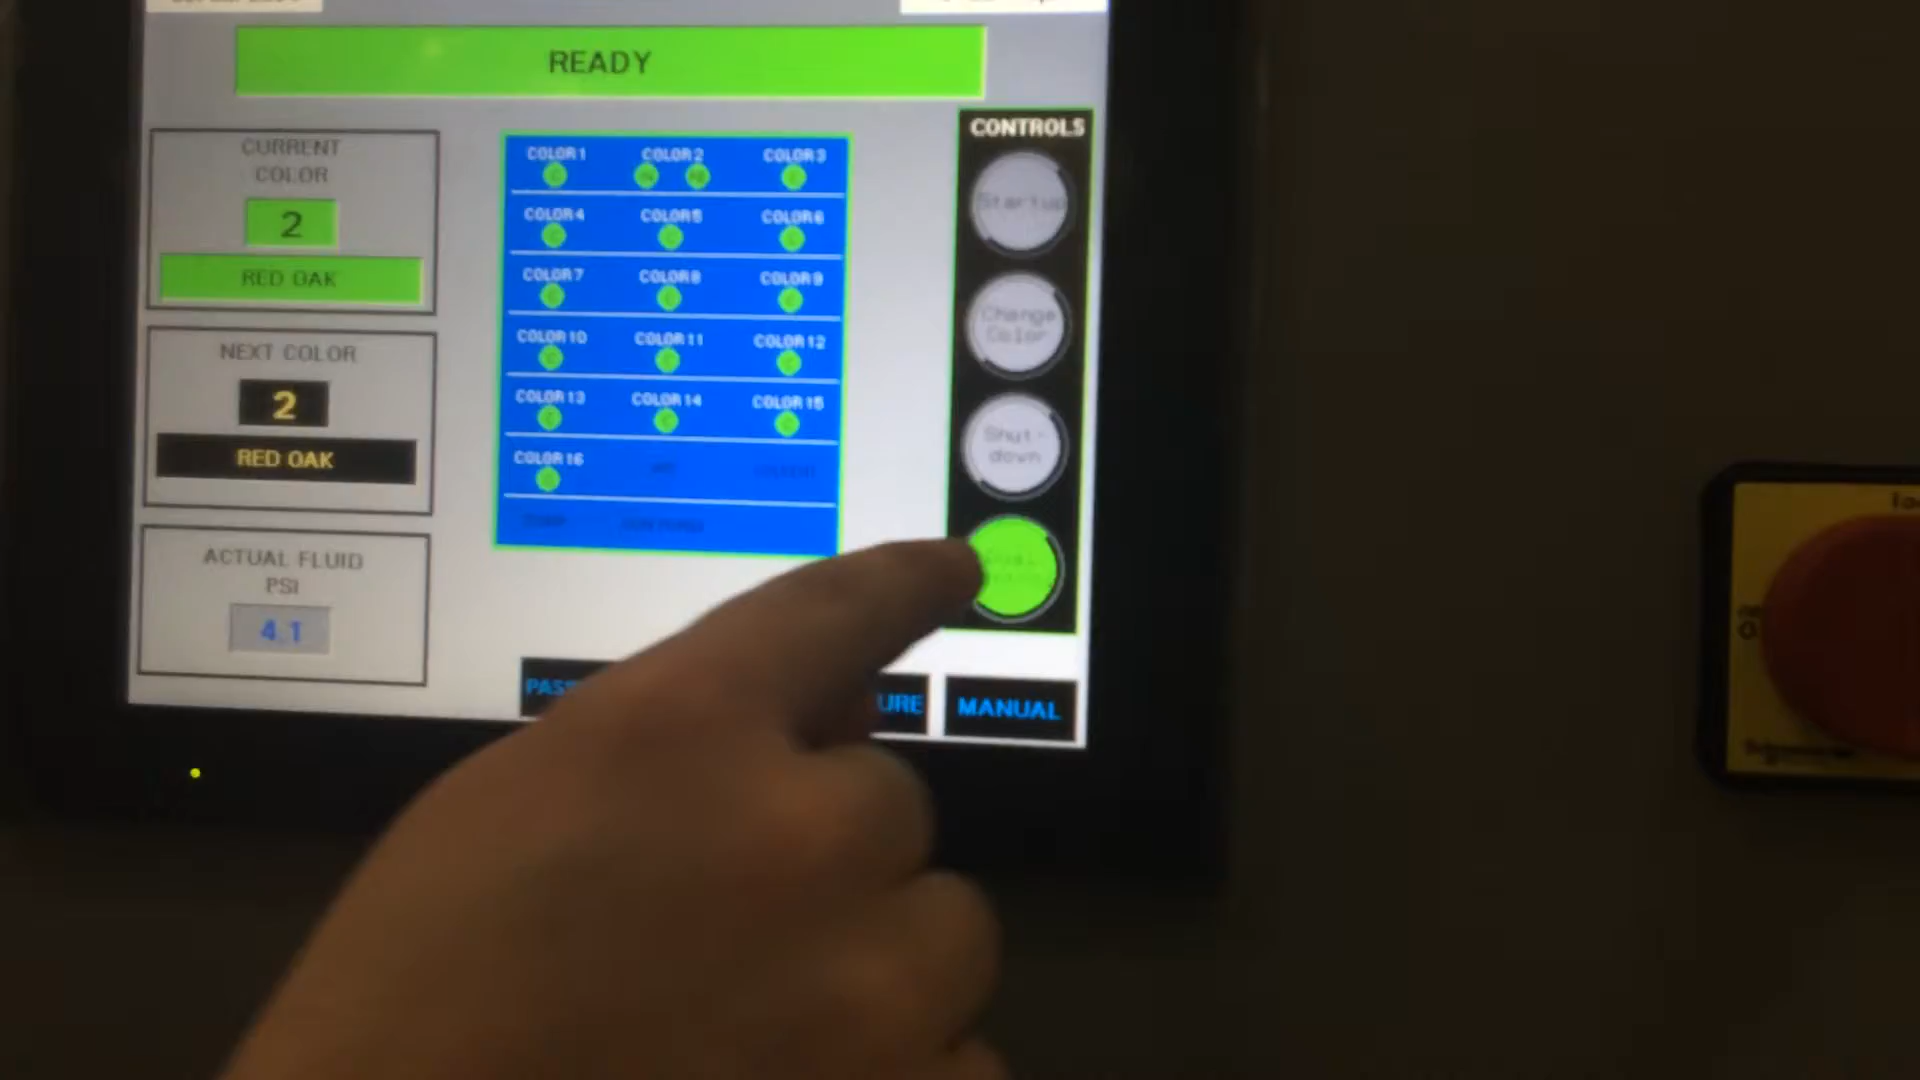 READY
CONTROLS
CURRENT
COLOR
2
RED OAK
NEXT COLOR
2
RED OAK
ACTUAL FLUID
PSI
4.1
COLOR 1 COLOR 2 COLOR 3
COLOR 4 COLOR 5 COLOR 6
COLOR 7 COLOR 8 COLOR 9
COLOR 10 COLOR 11 COLOR 12
COLOR 13 COLOR 14 COLOR 15
COLOR 16
Startup
Change
Color
Shut-
down
MANUAL